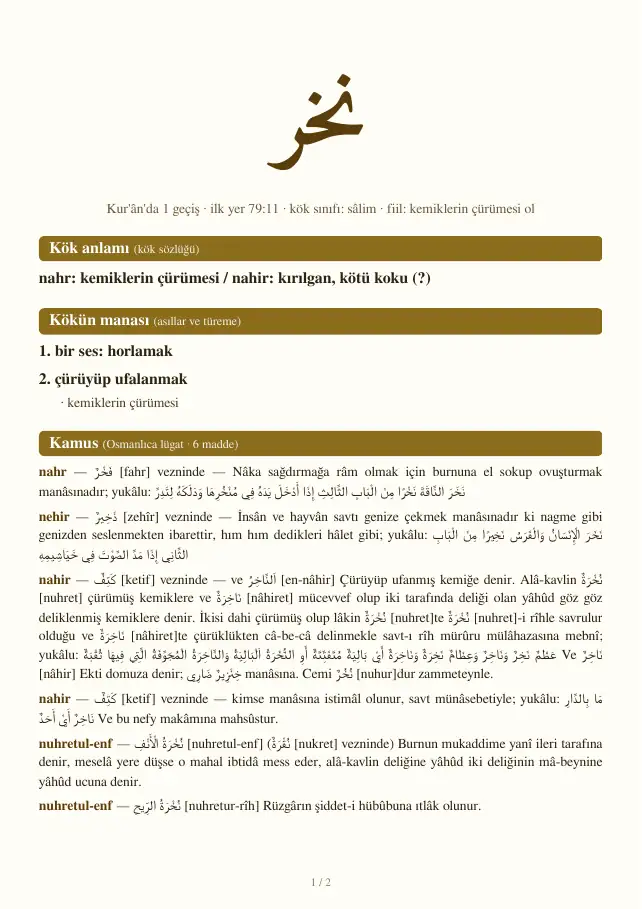 نخر
Kur'ân'da 1 geçiş · ilk yer 79:11 · kök sınıfı: sâlim · fiil: kemiklerin çürümesi ol
Kök anlamı (kök sözlüğü)
nahr: kemiklerin çürümesi / nahir: kırılgan, kötü koku (?)
Kökün manası (asıllar ve türeme)
1. bir ses: horlamak
2. çürüyüp ufalanmak
· kemiklerin çürümesi
Kamus (Osmanlıca lügat · 6 madde)
nahr — فَخْرٌ [fahr] vezninde — Nâka sağdırmağa râm olmak için burnuna el sokup ovuşturmak
manâsınadır; yukâlu: نَخَرَ النَّاقَةَ نَخْرًا مِنَ الْبَابِ الثَّالِثِ إِذَا أَدْخَلَ يَدَهُ فِي مُنْخُرِهَا وَدَلَكَهُ لِتَدِرَّ
nehir — ذَخِيرٌ [zehîr] vezninde — İnsân ve hayvân savtı genize çekmek manâsınadır ki nagme gibi
genizden seslenmekten ibarettir, hım hım dedikleri hâlet gibi; yukâlu: نَخَرَ الْإِنْسَانُ وَالْفَرَسُ نَخِيرًا مِنَ الْبَابِ
الثَّانِي إِذَا مَدَّ الصَّوْتَ فِي خَيَاشِيمِهِ
nahir — كَتِفٌ [ketif] vezninde — ve اَلنَّاخِرُ [en-nâhir] Çürüyüp ufanmış kemiğe denir. Alâ-kavlin نُخْرَةٌ
[nuhret] çürümüş kemiklere ve نَاخِرَةٌ [nâhiret] mücevvef olup iki tarafında deliği olan yâhûd göz göz
deliklenmiş kemiklere denir. İkisi dahi çürümüş olup lâkin نُخْرَةٌ [nuhret]te نُخْرَةٌ [nuhret]-i rîhle savrulur
olduğu ve نَاخِرَةٌ [nâhiret]te çürüklükten câ-be-câ delinmekle savt-ı rîh mürûru mülâhazasına mebnî;
yukâlu: عَظْمٌ نَخِرٌ وَنَاخِرٌ وَعِظَامٌ نَخِرَةٌ وَنَاخِرَةٌ أَيْ بَالِيَةٌ مُتَفَتِّتَةٌ أَوِ النُّخْرَةُ اَلْبَالِيَةُ وَالنَّاخِرَةُ الْمُجَوَّفَةُ الَّتِي فِيهَا ثُقْبَةٌ Ve نَاخِرٌ
[nâhir] Ekti domuza denir; خِنْزِيرٌ ضَارِي manâsına. Cemi نُخُرٌ [nuhur]dur zammeteynle.
nahir — كَتِفٌ [ketif] vezninde — kimse manâsına istimâl olunur, savt münâsebetiyle; yukâlu: مَا بِالدَّارِ
نَاخِرٌ أَيْ أَحَدٌ Ve bu nefy makâmına mahsûstur.
nuhretul-enf — نُخْرَةُ الْأَنْفِ [nuhretul-enf] (نُقْرَةٌ [nukret] vezninde) Burnun mukaddime yanî ileri tarafına
denir, meselâ yere düşse o mahal ibtidâ mess eder, alâ-kavlin deliğine yâhûd iki deliğinin mâ-beynine
yâhûd ucuna denir.
nuhretul-enf — نُخْرَةُ الرِّيحِ [nuhretur-rîh] Rüzgârın şiddet-i hübûbuna ıtlâk olunur.
1 / 2